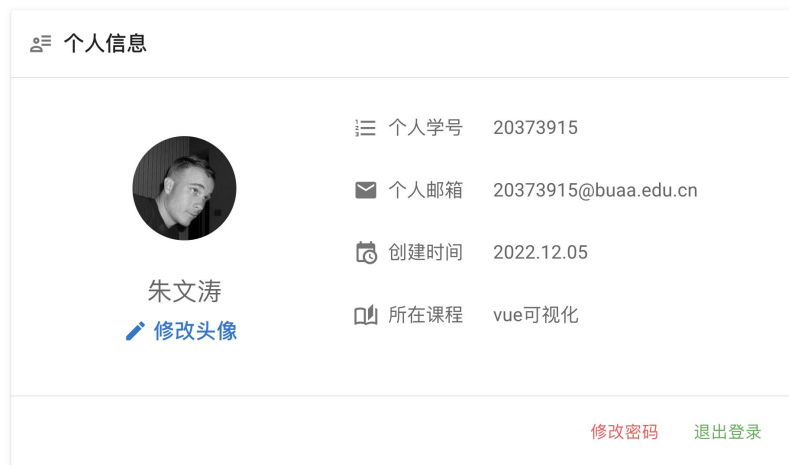 个人信息
个人学号 20373915
个人邮箱 20373915@buaa.edu.cn
创建时间 2022.12.05
所在课程 vue可视化
朱文涛
修改头像
修改密码 退出登录